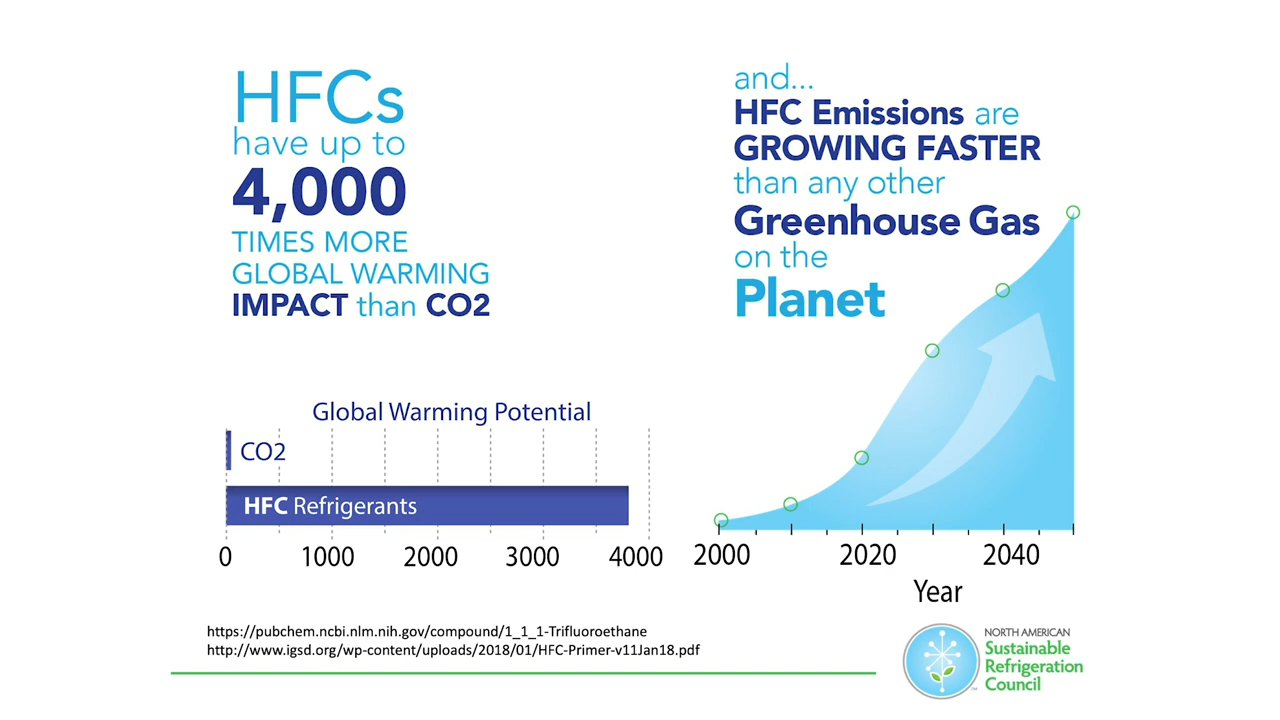 HFCs
have up to
4,000
TIMES MORE
GLOBAL WARMING
IMPACT than CO2
and...
HFC Emissions are
GROWING FASTER
than any other
Greenhouse Gas
on the
Planet
Global Warming Potential
CO2
HFC Refrigerants
0 1000 2000 3000 4000
2000 2020 2040
Year
https://pubchem.ncbi.nlm.nih.gov/compound/1_1_1-Trifluoroethane
http://www.igsd.org/wp-content/uploads/2018/01/HFC-Primer-v11Jan18.pdf
NORTH AMERICAN
Sustainable
Refrigeration
Council
™